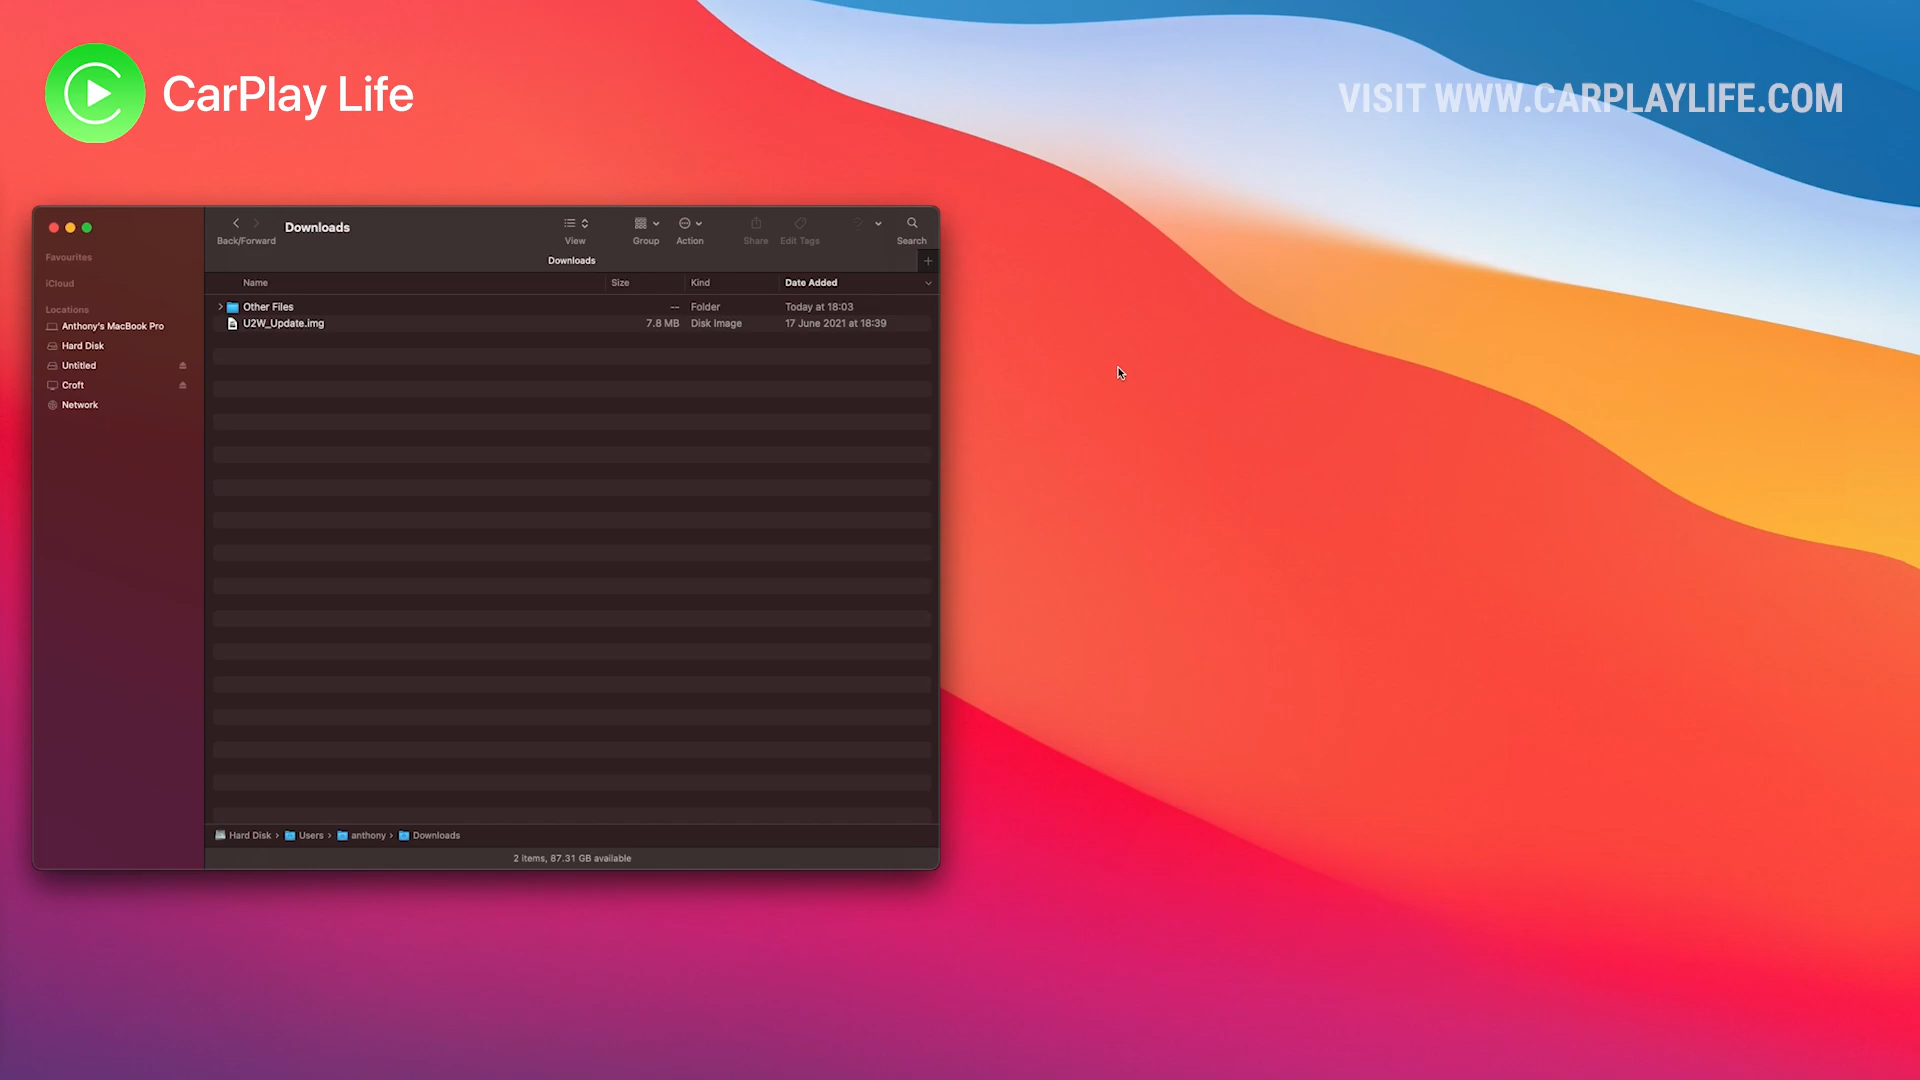 CarPlay Life
VISIT WWW.CARPLAYLIFE.COM
Downloads
Back/Forward
View
Group
Action
Share
Edit Tags
Search
Downloads
Favourites
iCloud
Locations
Anthony's MacBook Pro
Hard Disk
Untitled
Croft
Network
Name Size Kind Date Added
Other Files -- Folder Today at 18:03
U2W_Update.img 7.8 MB Disk Image 17 June 2021 at 18:39
Hard Disk › Users › anthony › Downloads
2 items, 87.31 GB available